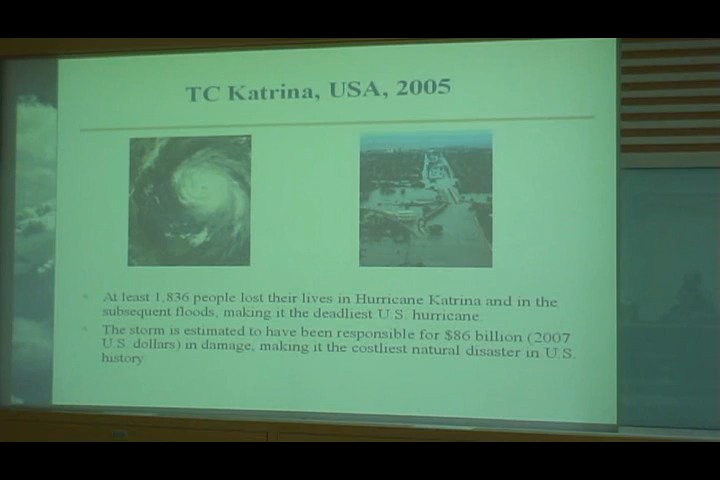 TC Katrina, USA, 2005
At least 1,836 people lost their lives in Hurricane Katrina and in the
subsequent floods, making it the deadliest U.S. hurricane.
The storm is estimated to have been responsible for $86 billion (2007
U.S. dollars) in damage, making it the costliest natural disaster in U.S.
history.